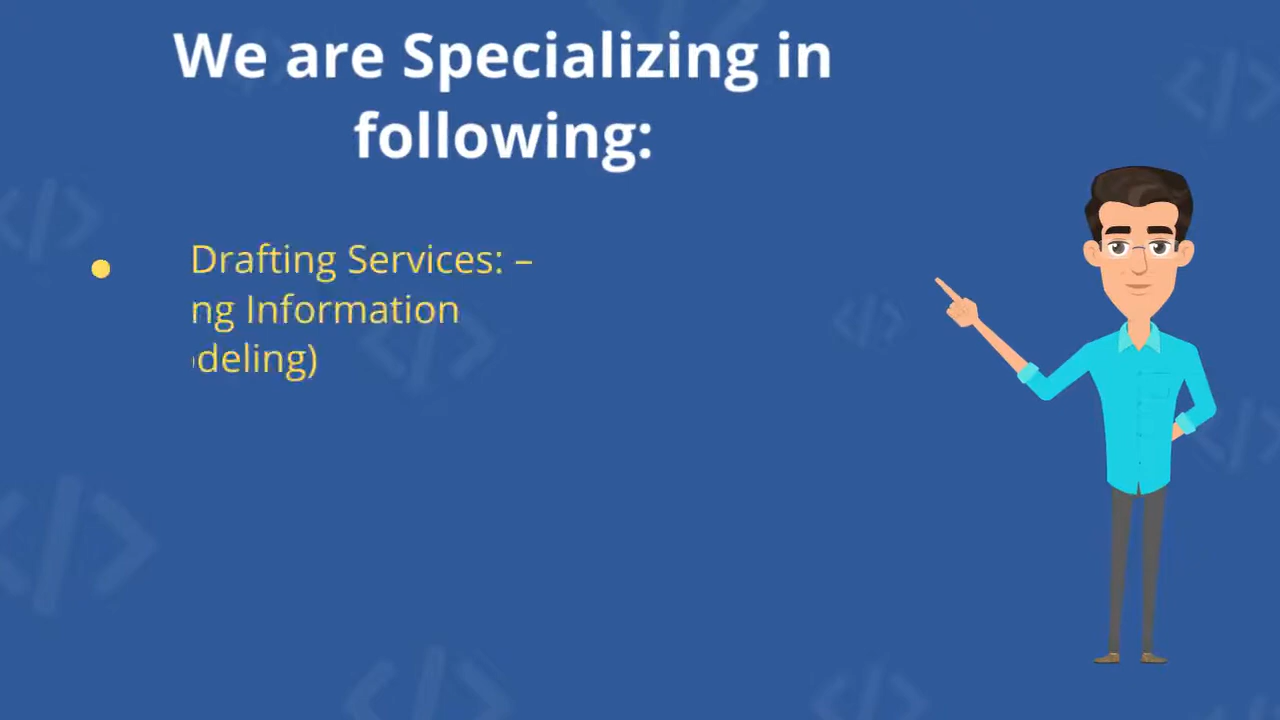 We are Specializing in
following:
Drafting Services: –
ng Information
deling)